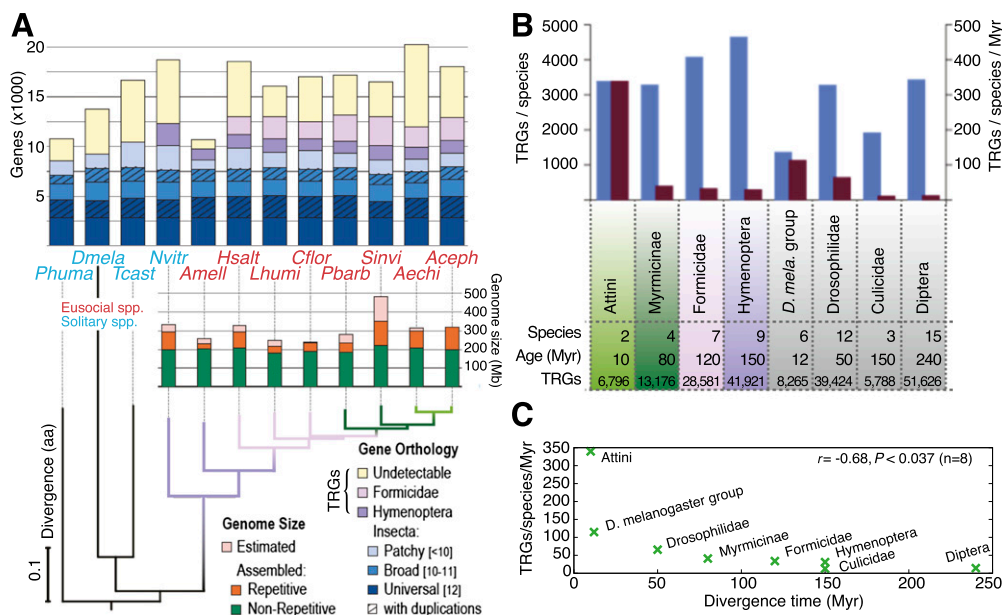 A
Genes (x1000)
20
15
10
5
Dmela Nvitr Hsalt Cflor Sinvi Aceph
Phuma Tcast Amell Lhumi Pbarb Aechi
Eusocial spp.
Solitary spp.
500
400
300
200
100
Genome size (Mb)
Divergence (aa)
0.1
Genome Size
Estimated
Assembled:
Repetitive
Non-Repetitive
Gene Orthology
TRGs
Undetectable
Formicidae
Hymenoptera
Insecta:
Patchy [<10]
Broad [10-11]
Universal [12]
with duplications
B
TRGs / species
5000
4000
3000
2000
1000
500
400
300
200
100
TRGs / species / Myr
Attini
Myrmicinae
Formicidae
Hymenoptera
D. mela. group
Drosophilidae
Culicidae
Diptera
Species 2 4 7 9 6 12 3 15
Age (Myr) 10 80 120 150 12 50 150 240
TRGs 6,796 13,176 28,581 41,921 8,265 39,424 5,788 51,626
C
TRGs/species/Myr
350
300
250
200
150
100
50
0
r= -0.68, P < 0.037 (n=8)
Attini
D. melanogaster group
Drosophilidae
Myrmicinae
Formicidae
Hymenoptera
Culicidae
Diptera
0 50 100 150 200 250
Divergence time (Myr)